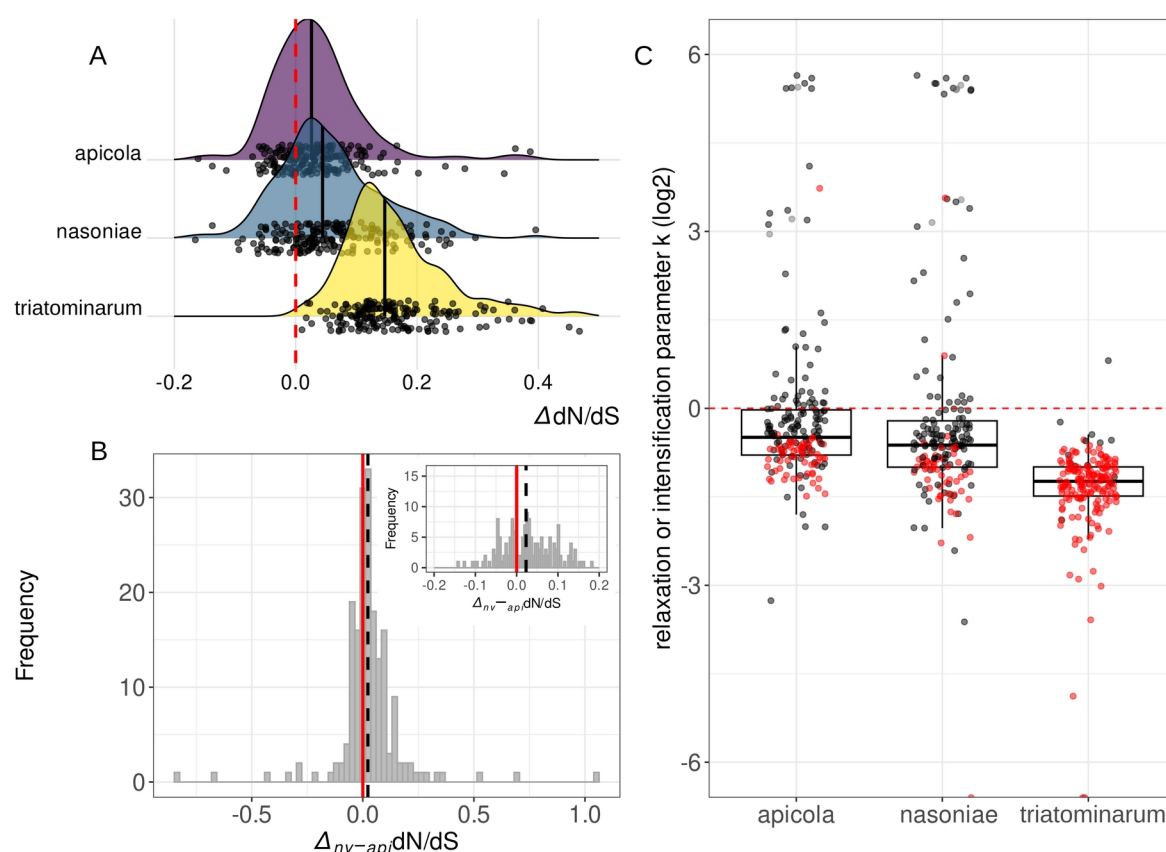 A
apicola
nasoniae
triatominarum
-0.2 0.0 0.2 0.4
Δ dN/dS
B
Frequency
30
20
10
0
-0.5 0.0 0.5 1.0
Δnv−apidN/dS
Frequency
15
10
5
0
-0.2 -0.1 0.0 0.1 0.2
Δnv−apidN/dS
C
relaxation or intensification parameter k (log2)
6
3
0
-3
-6
apicola nasoniae triatominarum